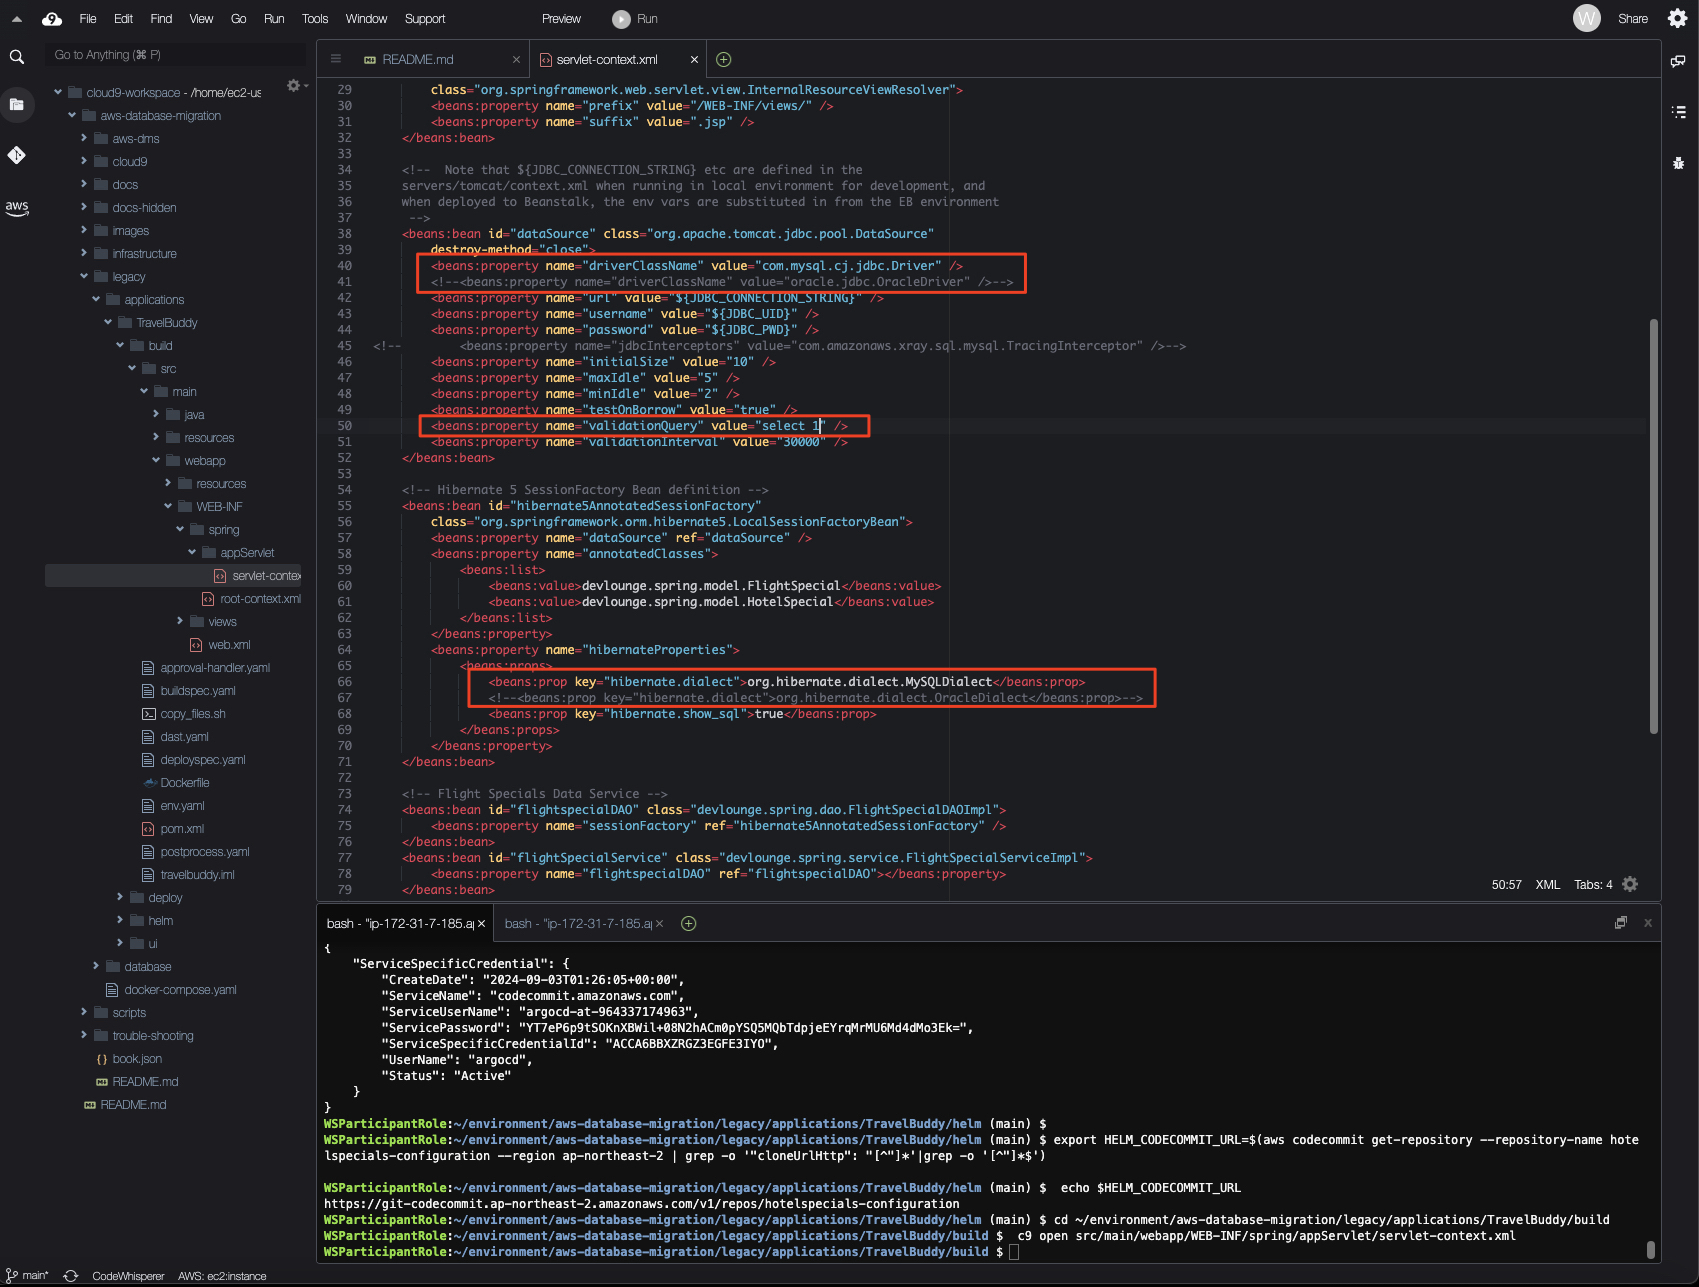 File Edit Find View Go Run Tools Window Support Preview Run W Share
Go to Anything (⌘ P)
README.md × servlet-context.xml ×
cloud9-workspace - /home/ec2-us
aws-database-migration
aws-dms
cloud9
docs
docs-hidden
images
infrastructure
legacy
applications
TravelBuddy
build
src
main
java
resources
webapp
resources
WEB-INF
spring
appServlet
servlet-contex
root-context.xml
views
web.xml
approval-handler.yaml
buildspec.yaml
copy_files.sh
dast.yaml
deployspec.yaml
Dockerfile
env.yaml
pom.xml
postprocess.yaml
travelbuddy.iml
deploy
helm
ui
database
docker-compose.yaml
scripts
trouble-shooting
book.json
README.md
README.md
aws
29 class="org.springframework.web.servlet.view.InternalResourceViewResolver">
30 <beans:property name="prefix" value="/WEB-INF/views/" />
31 <beans:property name="suffix" value=".jsp" />
32 </beans:bean>
33
34 <!--  Note that ${JDBC_CONNECTION_STRING} etc are defined in the
35 servers/tomcat/context.xml when running in local environment for development, and
36 when deployed to Beanstalk, the env vars are substituted in from the EB environment
37 -->
38 <beans:bean id="dataSource" class="org.apache.tomcat.jdbc.pool.DataSource"
39 destroy-method="close">
40 <beans:property name="driverClassName" value="com.mysql.cj.jdbc.Driver" />
41 <!--<beans:property name="driverClassName" value="oracle.jdbc.OracleDriver" />-->
42 <beans:property name="url" value="${JDBC_CONNECTION_STRING}" />
43 <beans:property name="username" value="${JDBC_UID}" />
44 <beans:property name="password" value="${JDBC_PWD}" />
45 <!--        <beans:property name="jdbcInterceptors" value="com.amazonaws.xray.sql.mysql.TracingInterceptor" />-->
46 <beans:property name="initialSize" value="10" />
47 <beans:property name="maxIdle" value="5" />
48 <beans:property name="minIdle" value="2" />
49 <beans:property name="testOnBorrow" value="true" />
50 <beans:property name="validationQuery" value="select 1" />
51 <beans:property name="validationInterval" value="30000" />
52 </beans:bean>
53
54 <!-- Hibernate 5 SessionFactory Bean definition -->
55 <beans:bean id="hibernate5AnnotatedSessionFactory"
56 class="org.springframework.orm.hibernate5.LocalSessionFactoryBean">
57 <beans:property name="dataSource" ref="dataSource" />
58 <beans:property name="annotatedClasses">
59 <beans:list>
60 <beans:value>devlounge.spring.model.FlightSpecial</beans:value>
61 <beans:value>devlounge.spring.model.HotelSpecial</beans:value>
62 </beans:list>
63 </beans:property>
64 <beans:property name="hibernateProperties">
65 <beans:props>
66 <beans:prop key="hibernate.dialect">org.hibernate.dialect.MySQLDialect</beans:prop>
67 <!--<beans:prop key="hibernate.dialect">org.hibernate.dialect.OracleDialect</beans:prop>-->
68 <beans:prop key="hibernate.show_sql">true</beans:prop>
69 </beans:props>
70 </beans:property>
71 </beans:bean>
72
73 <!-- Flight Specials Data Service -->
74 <beans:bean id="flightspecialDAO" class="devlounge.spring.dao.FlightSpecialDAOImpl">
75 <beans:property name="sessionFactory" ref="hibernate5AnnotatedSessionFactory" />
76 </beans:bean>
77 <beans:bean id="flightSpecialService" class="devlounge.spring.service.FlightSpecialServiceImpl">
78 <beans:property name="flightspecialDAO" ref="flightspecialDAO"></beans:property>
79 </beans:bean>
50:57 XML Tabs: 4
bash - "ip-172-31-7-185.ap × bash - "ip-172-31-7-185.ap ×
{
"ServiceSpecificCredential": {
"CreateDate": "2024-09-03T01:26:05+00:00",
"ServiceName": "codecommit.amazonaws.com",
"ServiceUserName": "argocd-at-964337174963",
"ServicePassword": "YT7eP6p9tSOKnXBWil+08N2hACm0pYSQ5MQbTdpjeEYrqMrMU6Md4dMo3Ek=",
"ServiceSpecificCredentialId": "ACCA6BBXZRGZ3EGFE3IYO",
"UserName": "argocd",
"Status": "Active"
}
}
WSParticipantRole:~/environment/aws-database-migration/legacy/applications/TravelBuddy/helm (main) $
WSParticipantRole:~/environment/aws-database-migration/legacy/applications/TravelBuddy/helm (main) $ export HELM_CODECOMMIT_URL=$(aws codecommit get-repository --repository-name hote
lspecials-configuration --region ap-northeast-2 | grep -o '"cloneUrlHttp": "[^"]*'|grep -o '[^"]*$')
WSParticipantRole:~/environment/aws-database-migration/legacy/applications/TravelBuddy/helm (main) $  echo $HELM_CODECOMMIT_URL
https://git-codecommit.ap-northeast-2.amazonaws.com/v1/repos/hotelspecials-configuration
WSParticipantRole:~/environment/aws-database-migration/legacy/applications/TravelBuddy/helm (main) $ cd ~/environment/aws-database-migration/legacy/applications/TravelBuddy/build
WSParticipantRole:~/environment/aws-database-migration/legacy/applications/TravelBuddy/build $  c9 open src/main/webapp/WEB-INF/spring/appServlet/servlet-context.xml
WSParticipantRole:~/environment/aws-database-migration/legacy/applications/TravelBuddy/build $
main* CodeWhisperer AWS: ec2:instance